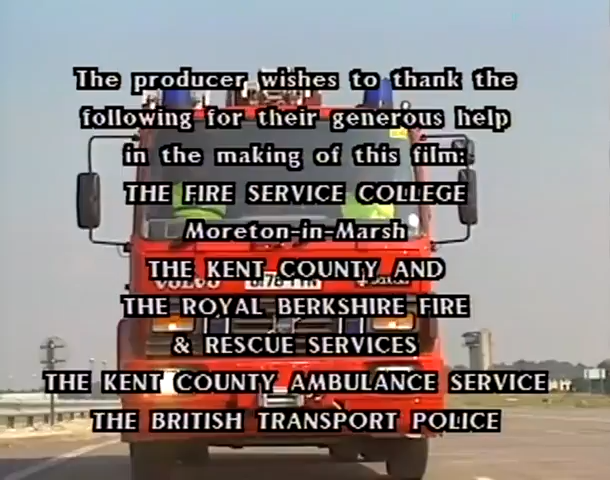 The producer wishes to thank the
following for their generous help
in the making of this film:
THE FIRE SERVICE COLLEGE
Moreton-in-Marsh
THE KENT COUNTY AND
THE ROYAL BERKSHIRE FIRE
& RESCUE SERVICES
THE KENT COUNTY AMBULANCE SERVICE
THE BRITISH TRANSPORT POLICE
VOLVO